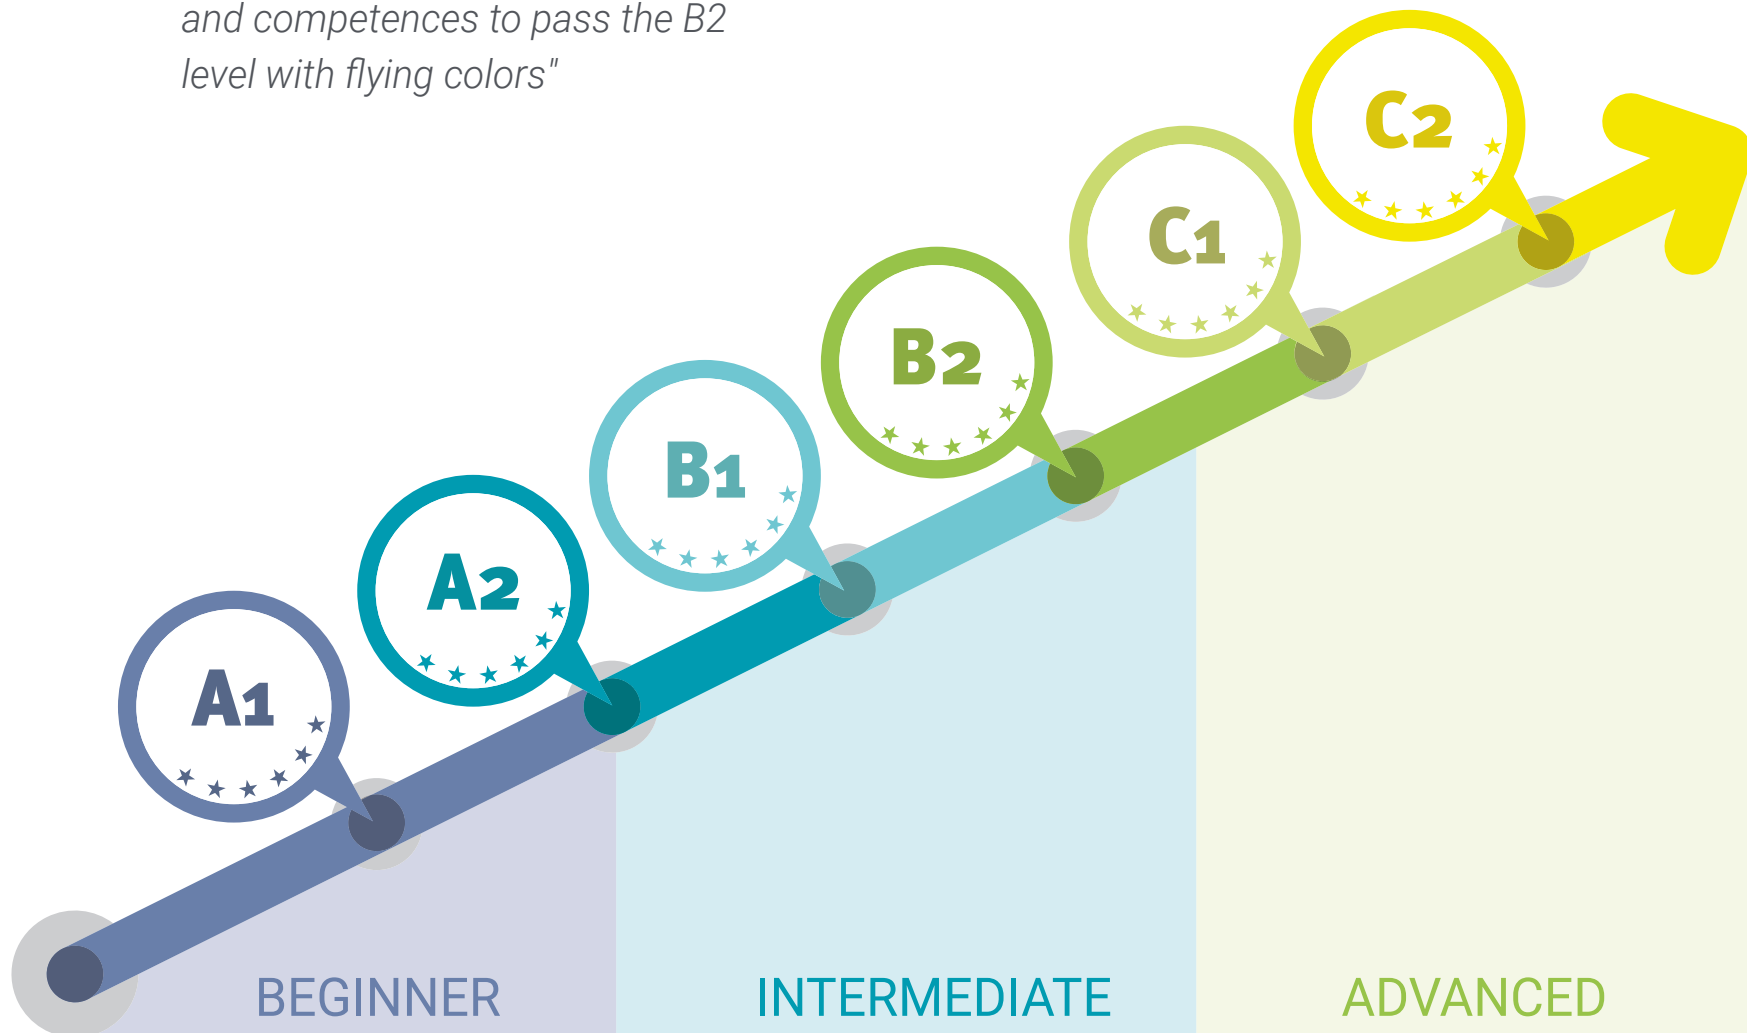 and competences to pass the B2
level with flying colors"
C2
C1
B2
B1
A2
A1
BEGINNER
INTERMEDIATE
ADVANCED